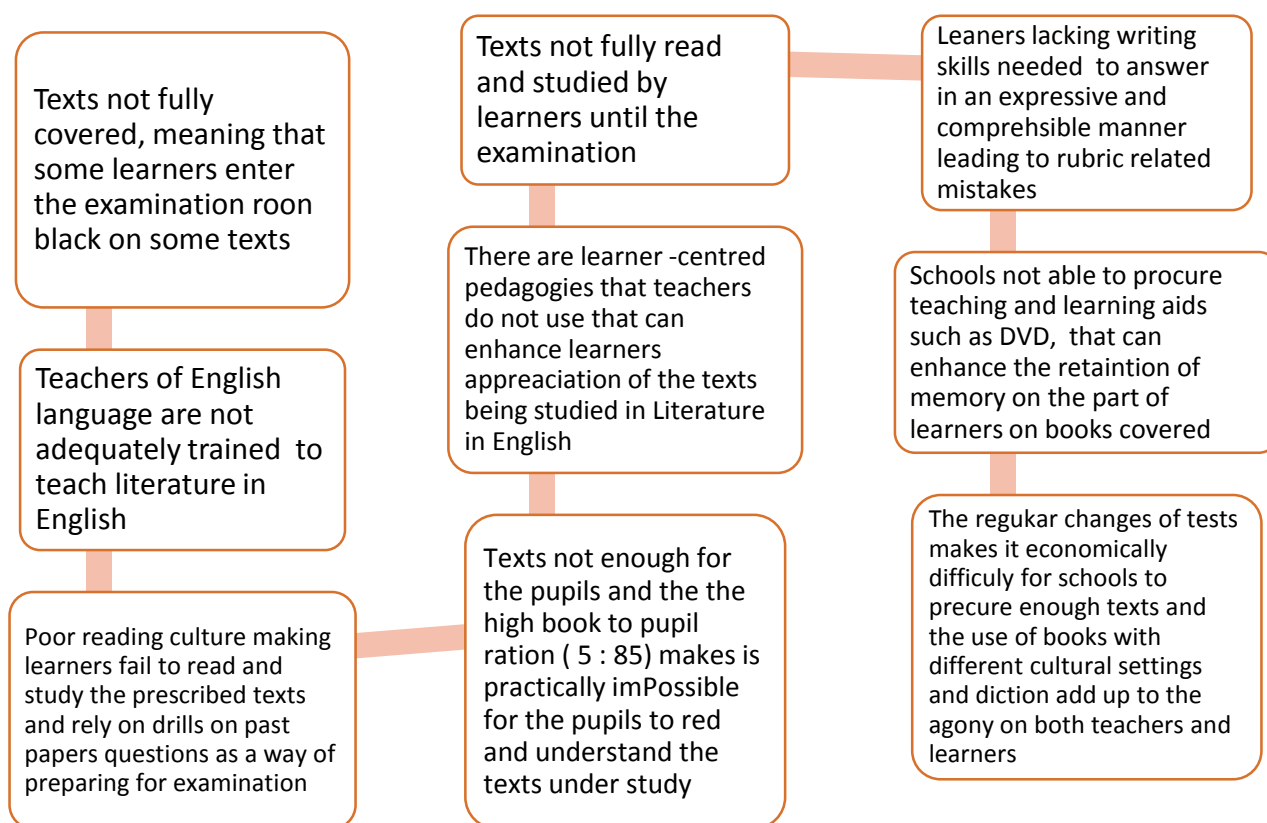 Texts not fully
covered, meaning that
some learners enter
the examination roon
black on some texts
Teachers of English
language are not
adequately trained to
teach literature in
English
Poor reading culture making
learners fail to read and
study the prescribed texts
and rely on drills on past
papers questions as a way of
preparing for examination
Texts not enough for
the pupils and the the
high book to pupil
ration ( 5 : 85) makes is
practically imPossible
for the pupils to red
and understand the
texts under study
There are learner -centred
pedagogies that teachers
do not use that can
enhance learners
appreaciation of the texts
being studied in Literature
in English
Texts not fully read
and studied by
learners until the
examination
Leaners lacking writing
skills needed to answer
in an expressive and
comprehsible manner
leading to rubric related
mistakes
Schools not able to procure
teaching and learning aids
such as DVD, that can
enhance the retaintion of
memory on the part of
learners on books covered
The regukar changes of tests
makes it economically
difficuly for schools to
precure enough texts and
the use of books with
different cultural settings
and diction add up to the
agony on both teachers and
learners